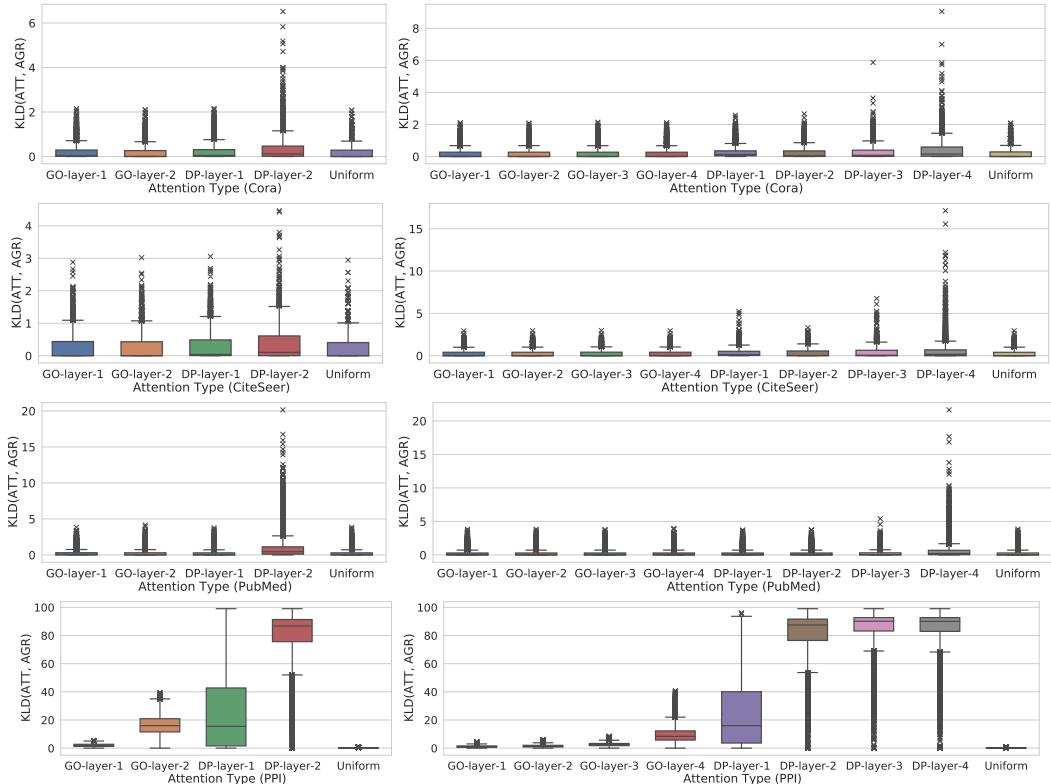 KLD(ATT, AGR)
6
4
2
0
GO-layer-1 GO-layer-2 DP-layer-1 DP-layer-2 Uniform
Attention Type (Cora)
KLD(ATT, AGR)
8
6
4
2
0
GO-layer-1 GO-layer-2 GO-layer-3 GO-layer-4 DP-layer-1 DP-layer-2 DP-layer-3 DP-layer-4 Uniform
Attention Type (Cora)
KLD(ATT, AGR)
4
3
2
1
0
GO-layer-1 GO-layer-2 DP-layer-1 DP-layer-2 Uniform
Attention Type (CiteSeer)
KLD(ATT, AGR)
15
10
5
0
GO-layer-1 GO-layer-2 GO-layer-3 GO-layer-4 DP-layer-1 DP-layer-2 DP-layer-3 DP-layer-4 Uniform
Attention Type (CiteSeer)
KLD(ATT, AGR)
20
15
10
5
0
GO-layer-1 GO-layer-2 DP-layer-1 DP-layer-2 Uniform
Attention Type (PubMed)
KLD(ATT, AGR)
20
15
10
5
0
GO-layer-1 GO-layer-2 GO-layer-3 GO-layer-4 DP-layer-1 DP-layer-2 DP-layer-3 DP-layer-4 Uniform
Attention Type (PubMed)
KLD(ATT, AGR)
100
80
60
40
20
0
GO-layer-1 GO-layer-2 DP-layer-1 DP-layer-2 Uniform
Attention Type (PPI)
KLD(ATT, AGR)
100
80
60
40
20
0
GO-layer-1 GO-layer-2 GO-layer-3 GO-layer-4 DP-layer-1 DP-layer-2 DP-layer-3 DP-layer-4 Uniform
Attention Type (PPI)